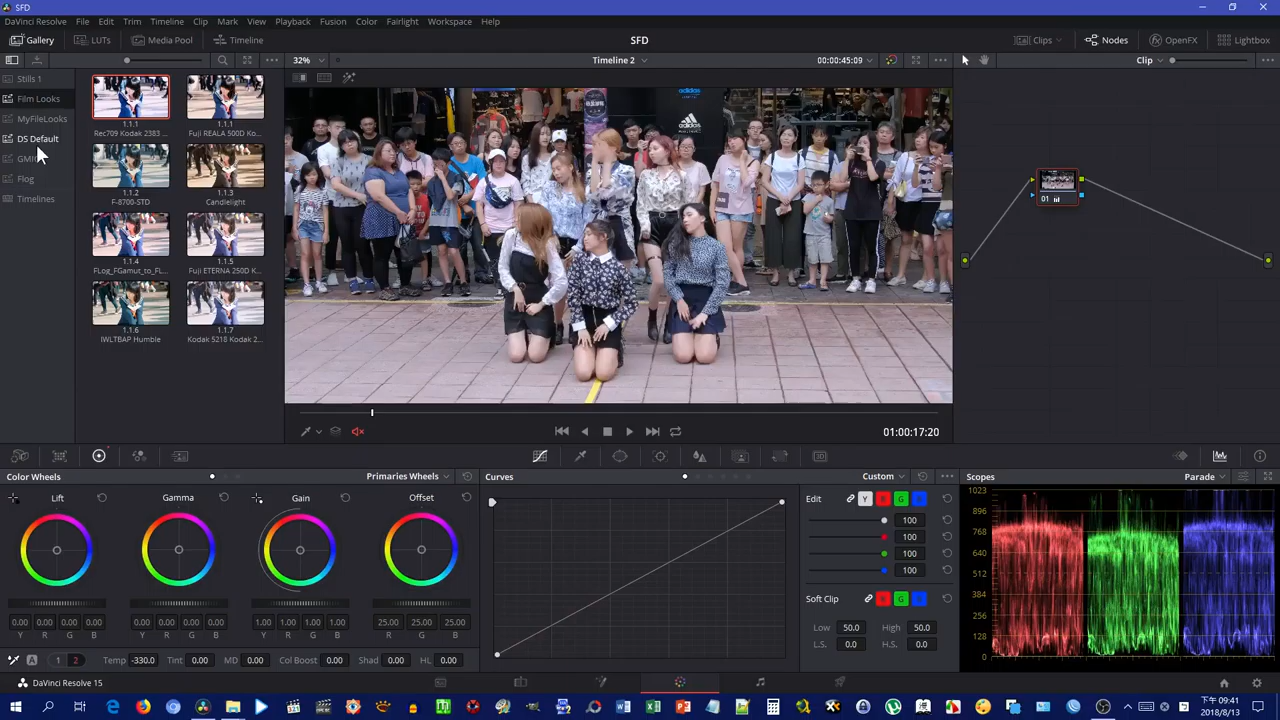 SFD
DaVinci Resolve File Edit Trim Timeline Clip Mark View Playback Fusion Color Fairlight Workspace Help
Gallery LUTs Media Pool Timeline SFD Clips Nodes OpenFX Lightbox
32% Timeline 2 00:00:45:09 Clip
Stills 1
Film Looks
MyFileLooks
DS Default
Flog
Timelines
1.1.1
Rec709 Kodak 2383 ...
1.1.1
Fuji REALA 500D Ko...
1.1.2
F-8700-STD
1.1.3
Candlelight
1.1.4
FLog_FGamut_to_FL...
1.1.5
Fuji ETERNA 250D K...
1.1.6
IWLTBAP Humble
1.1.7
Kodak 5218 Kodak 2...
adidas
adidas
01
01:00:17:20
Color Wheels Primaries Wheels Curves Custom Scopes Parade
Lift Gamma Gain Offset
0.00 0.00 0.00 0.00 0.00 0.00 0.00 0.00 1.00 1.00 1.00 1.00 25.00 25.00 25.00
Y R G B Y R G B Y R G B R G B
A 1 2 Temp -330.0 Tint 0.00 MD 0.00 Col Boost 0.00 Shad 0.00 HL 0.00
Edit Y R G B
100
100
100
100
Soft Clip R G B
Low 50.0 High 50.0
L.S. 0.0 H.S. 0.0
1023
896
768
640
512
384
256
128
0
DaVinci Resolve 15
下午 09:41
2018/8/13